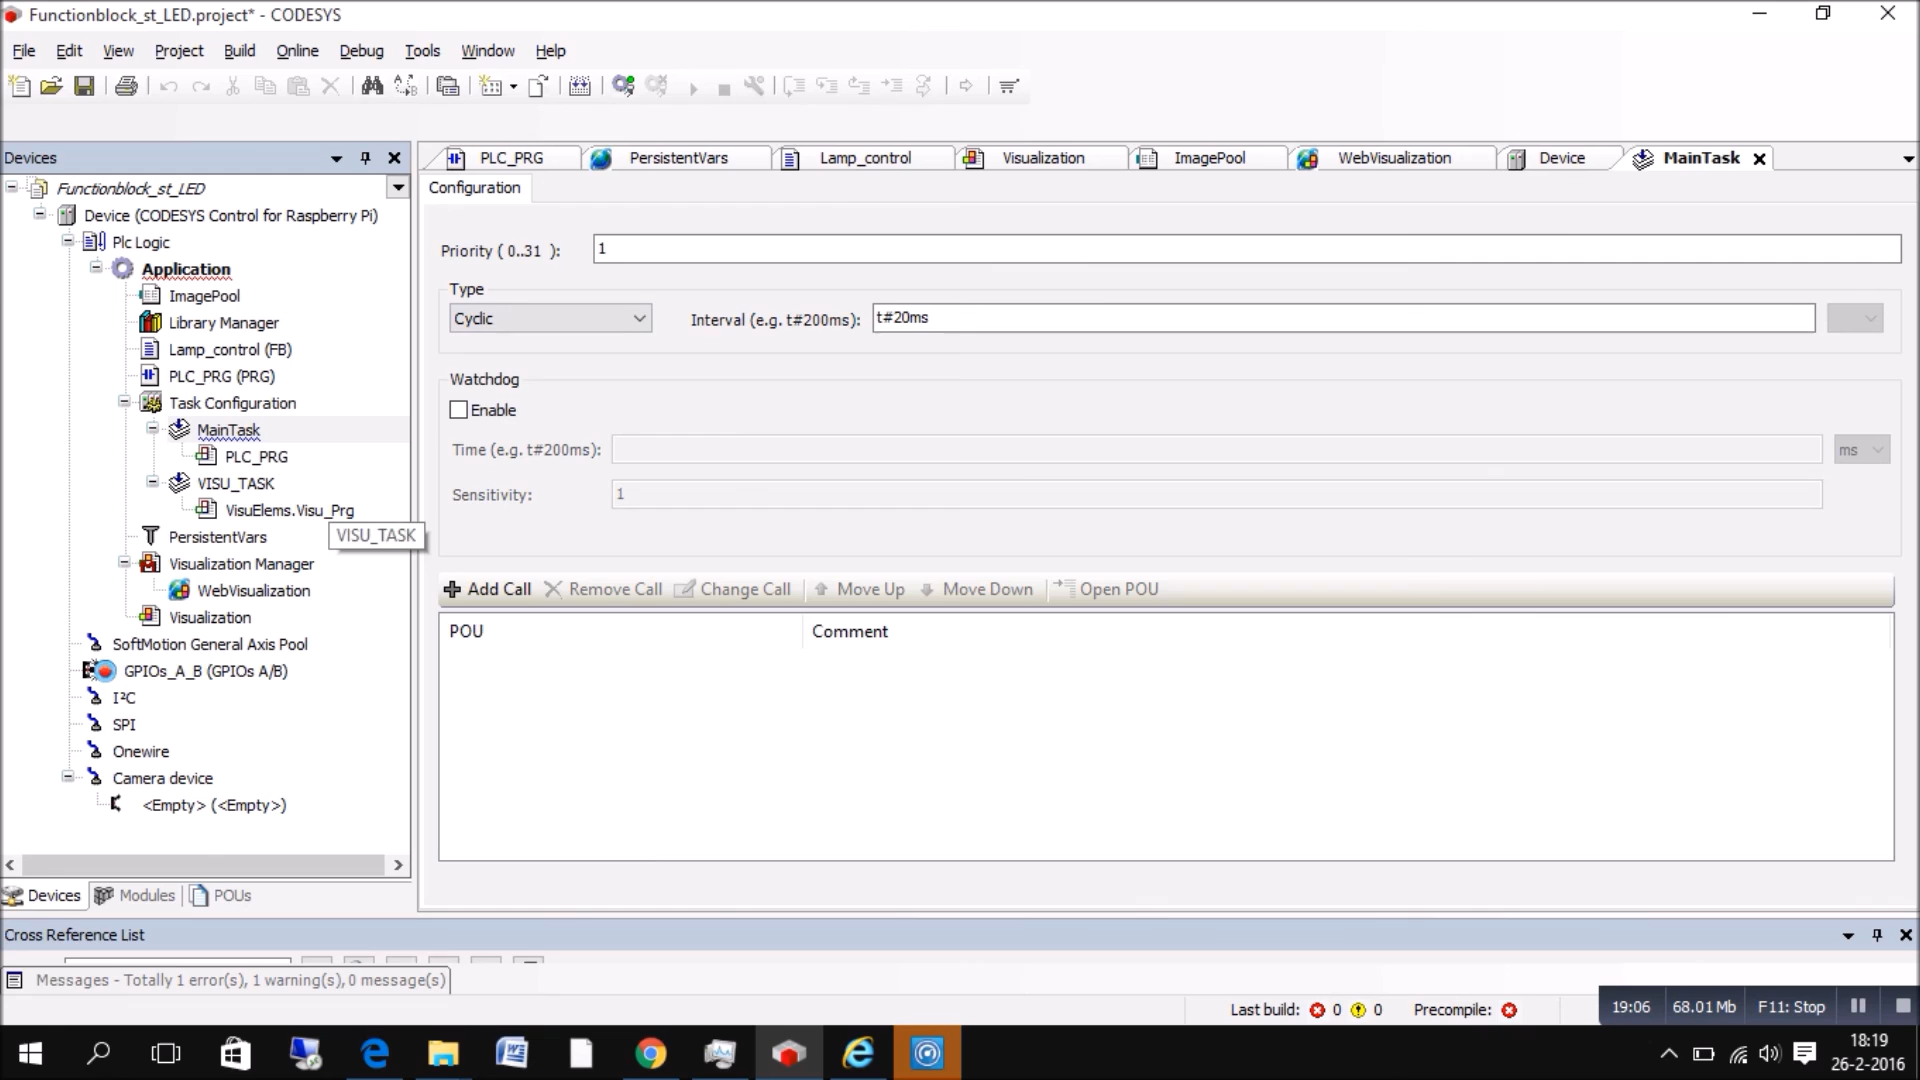 Functionblock_st_LED.project* - CODESYS
File Edit View Project Build Online Debug Tools Window Help
Devices
Functionblock_st_LED
Device (CODESYS Control for Raspberry Pi)
Plc Logic
Application
ImagePool
Library Manager
Lamp_control (FB)
PLC_PRG (PRG)
Task Configuration
MainTask
PLC_PRG
VISU_TASK
VisuElems.Visu_Prg
VISU_TASK
PersistentVars
Visualization Manager
WebVisualization
Visualization
SoftMotion General Axis Pool
GPIOs_A_B (GPIOs A/B)
I²C
SPI
Onewire
Camera device
<Empty> (<Empty>)
Devices Modules POUs
PLC_PRG PersistentVars Lamp_control Visualization ImagePool WebVisualization Device MainTask
Configuration
Priority ( 0..31 ): 1
Type
Cyclic Interval (e.g. t#200ms): t#20ms
Watchdog
Enable
Time (e.g. t#200ms): ms
Sensitivity: 1
Add Call Remove Call Change Call Move Up Move Down Open POU
POU Comment
Cross Reference List
Messages - Totally 1 error(s), 1 warning(s), 0 message(s)
Last build: 0 0 Precompile:
19:06 68.01 Mb F11: Stop
18:19
26-2-2016